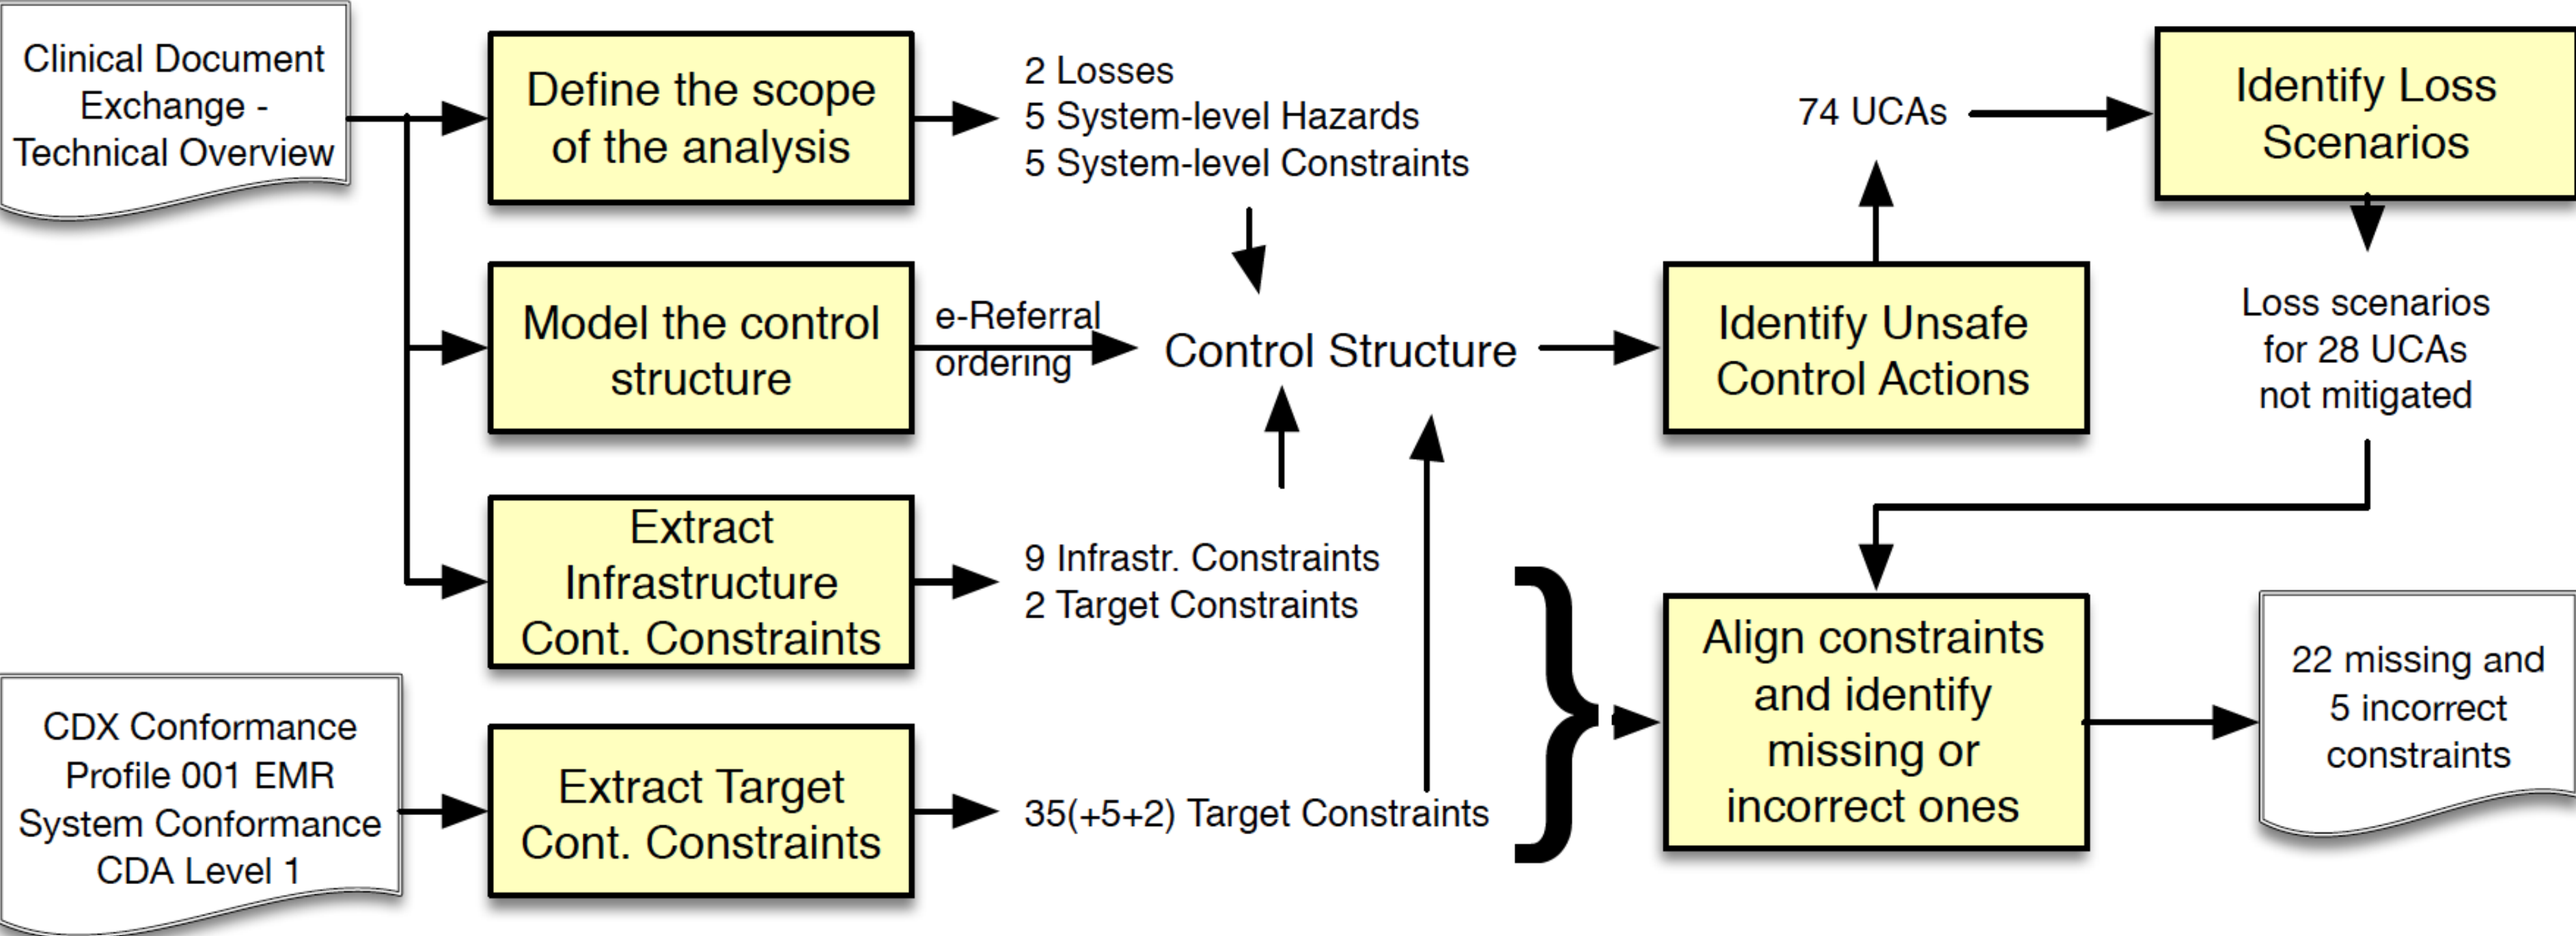 Clinical Document
Exchange -
Technical Overview
Define the scope
of the analysis
2 Losses
5 System-level Hazards
5 System-level Constraints
74 UCAs
Identify Loss
Scenarios
Model the control
structure
e-Referral
ordering
Control Structure
Identify Unsafe
Control Actions
Loss scenarios
for 28 UCAs
not mitigated
Extract
Infrastructure
Cont. Constraints
9 Infrastr. Constraints
2 Target Constraints
CDX Conformance
Profile 001 EMR
System Conformance
CDA Level 1
Extract Target
Cont. Constraints
35(+5+2) Target Constraints
}
Align constraints
and identify
missing or
incorrect ones
22 missing and
5 incorrect
constraints